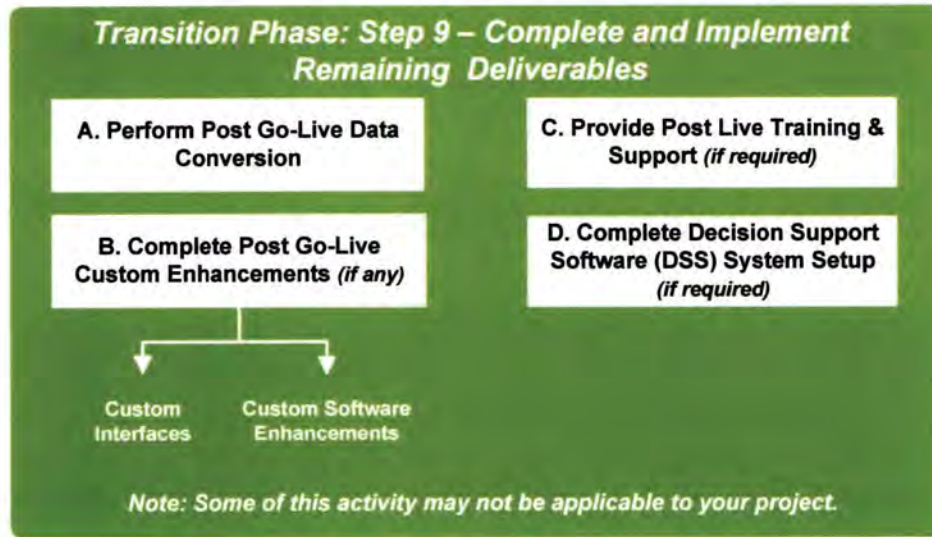 Transition Phase: Step 9 – Complete and Implement
Remaining Deliverables
A. Perform Post Go-Live Data
Conversion
B. Complete Post Go-Live
Custom Enhancements (if any)
Custom
Interfaces
Custom Software
Enhancements
C. Provide Post Live Training &
Support (if required)
D. Complete Decision Support
Software (DSS) System Setup
(if required)
Note: Some of this activity may not be applicable to your project.